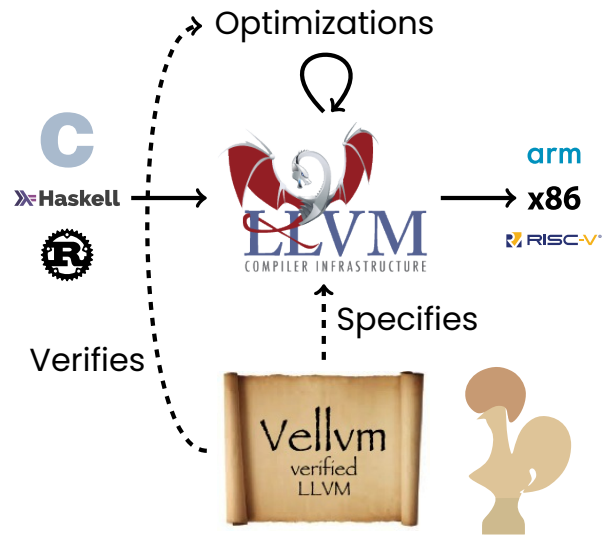 Optimizations
C
Haskell
R
LLVM
COMPILER INFRASTRUCTURE
arm
x86
RISC-V®
Specifies
Verifies
Vellvm
verified
LLVM